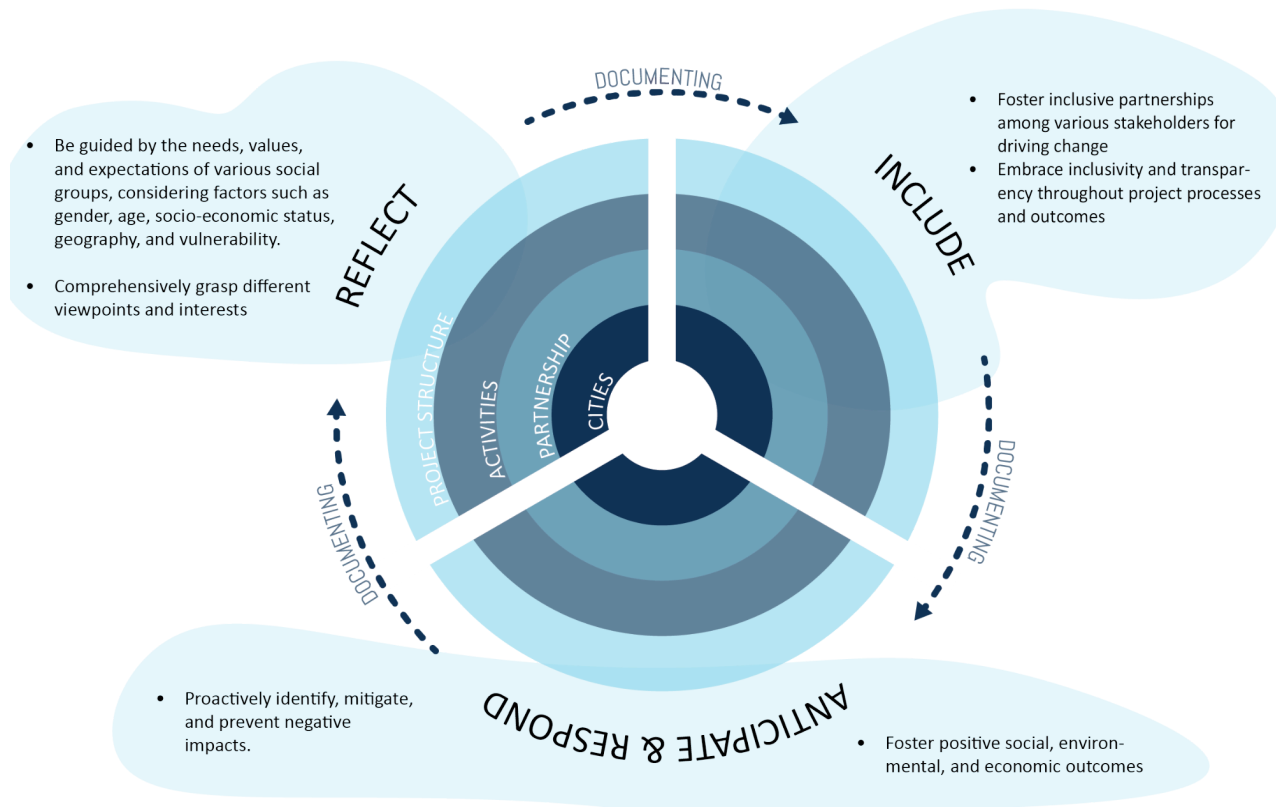 DOCUMENTING
• Be guided by the needs, values,
and expectations of various social
groups, considering factors such as
gender, age, socio-economic status,
geography, and vulnerability.
• Comprehensively grasp different
viewpoints and interests
REFLECT
INCLUDE
• Foster inclusive partnerships
among various stakeholders for
driving change
• Embrace inclusivity and transpar-
ency throughout project processes
and outcomes
PROJECT STRUCTURE
ACTIVITIES
PARTNERSHIP
CITIES
DOCUMENTING
DOCUMENTING
ANTICIPATE & RESPOND
• Proactively identify, mitigate,
and prevent negative
impacts.
• Foster positive social, environ-
mental, and economic outcomes